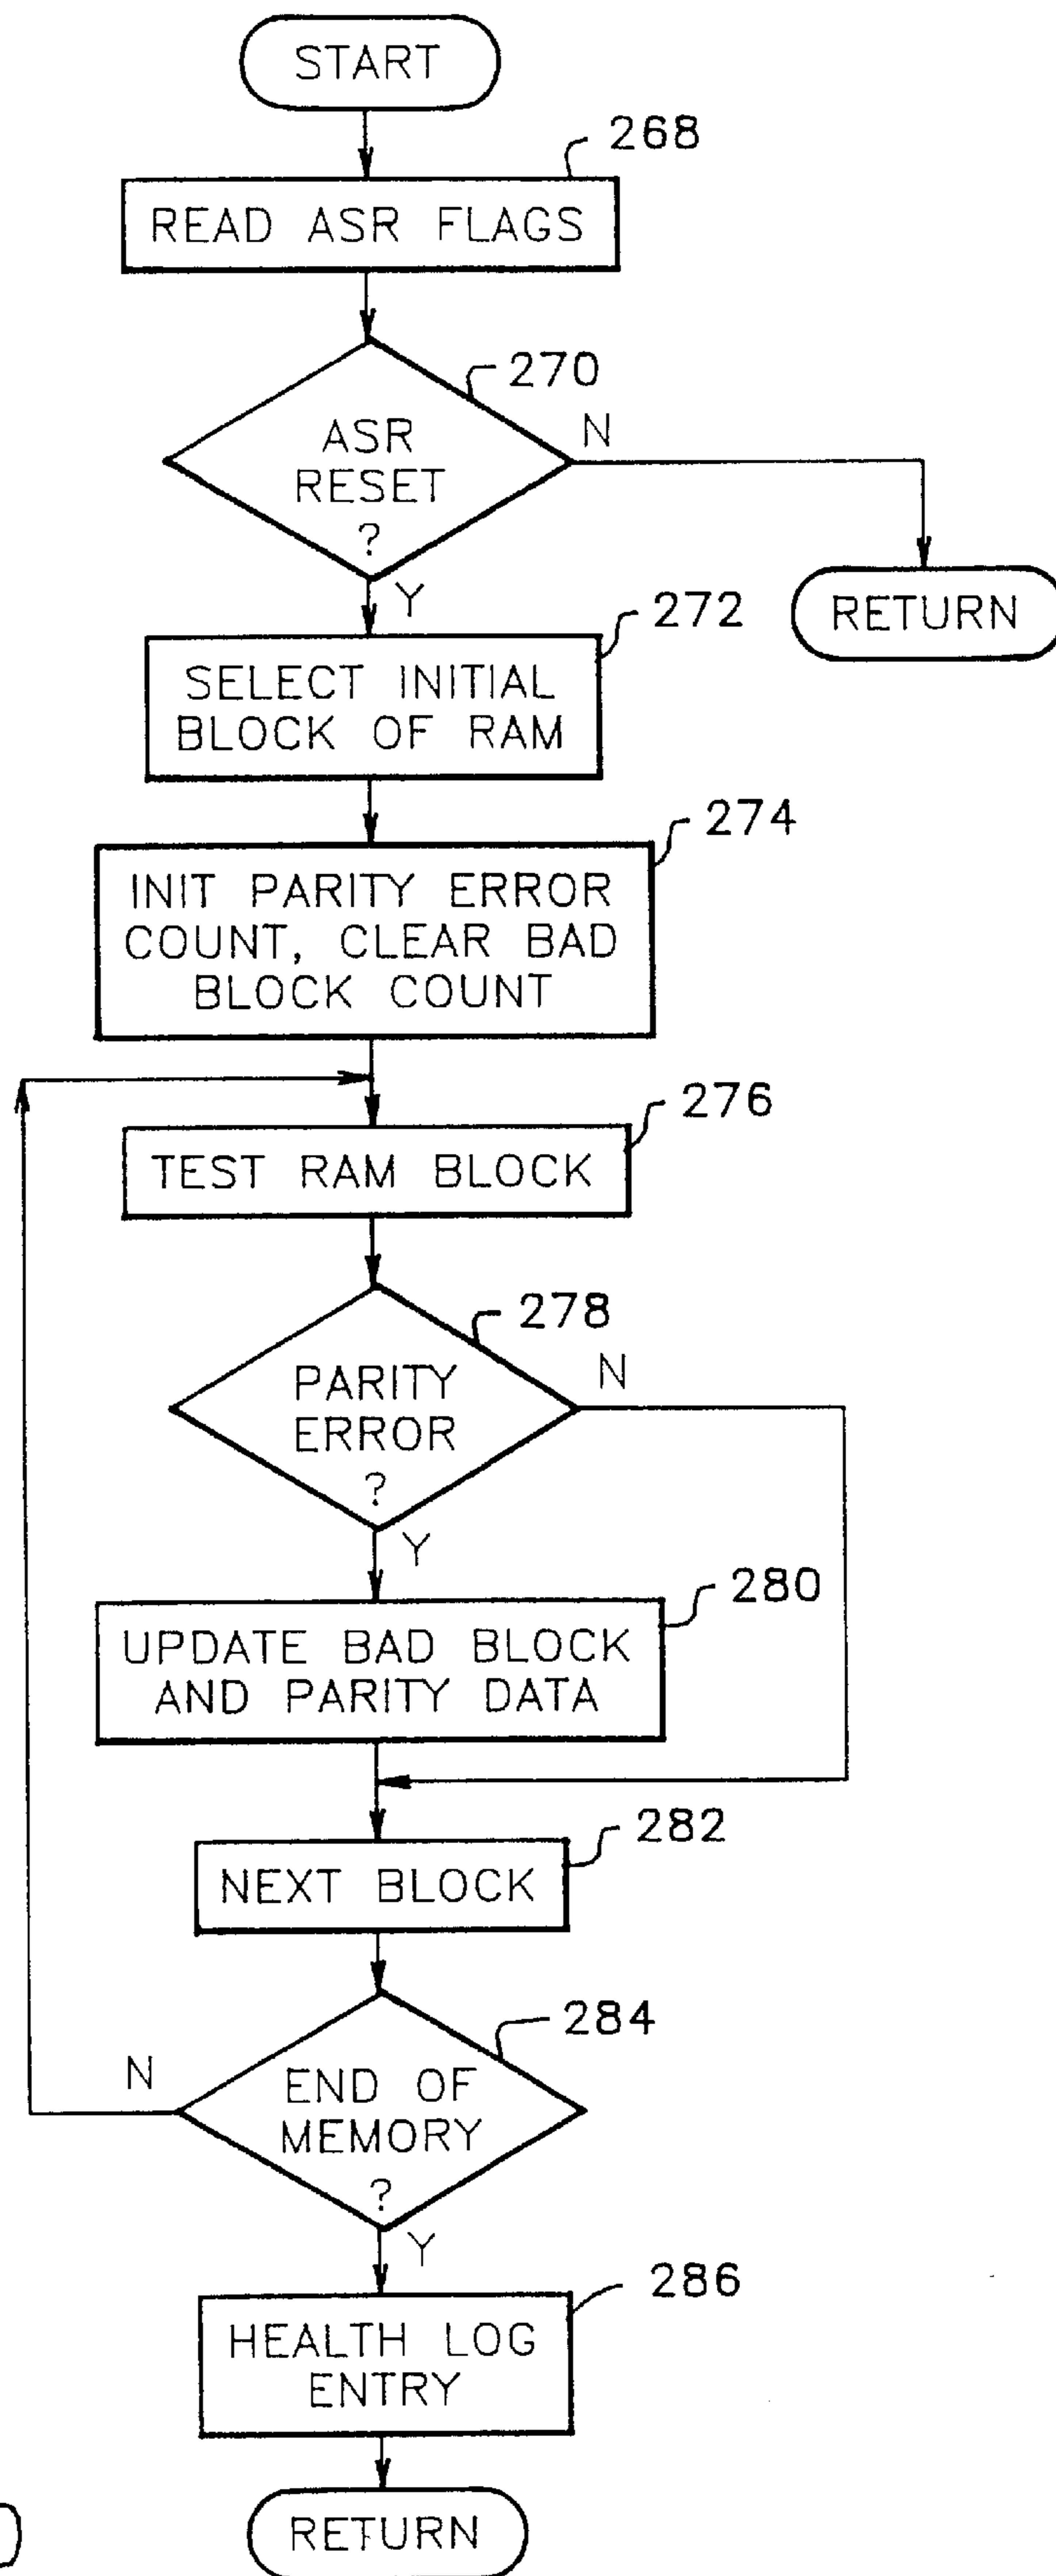 START
268
READ ASR FLAGS
270
ASR
RESET
?
N
Y
RETURN
272
SELECT INITIAL
BLOCK OF RAM
274
INIT PARITY ERROR
COUNT, CLEAR BAD
BLOCK COUNT
276
TEST RAM BLOCK
278
PARITY
ERROR
?
N
Y
280
UPDATE BAD BLOCK
AND PARITY DATA
282
NEXT BLOCK
284
END OF
MEMORY
?
N
Y
286
HEALTH LOG
ENTRY
RETURN